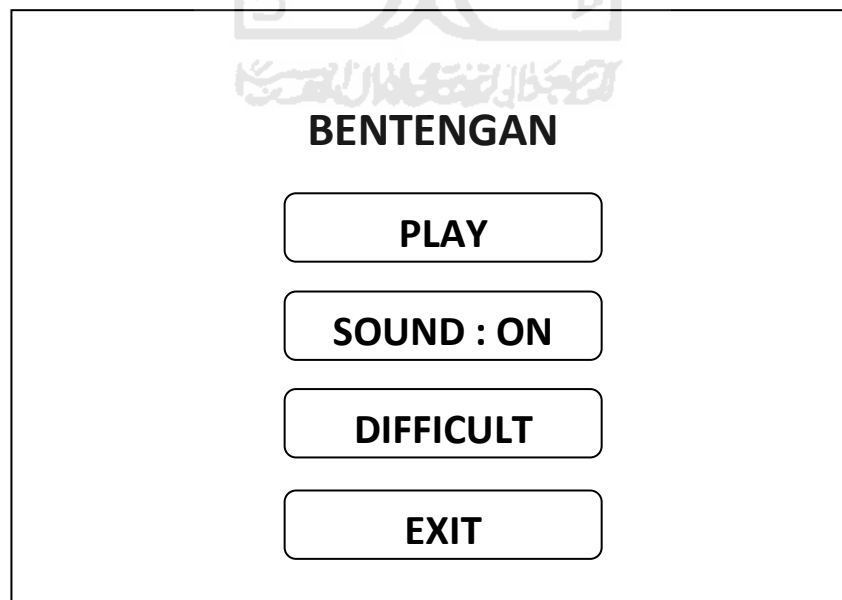 BENTENGAN
PLAY
SOUND : ON
DIFFICULT
EXIT